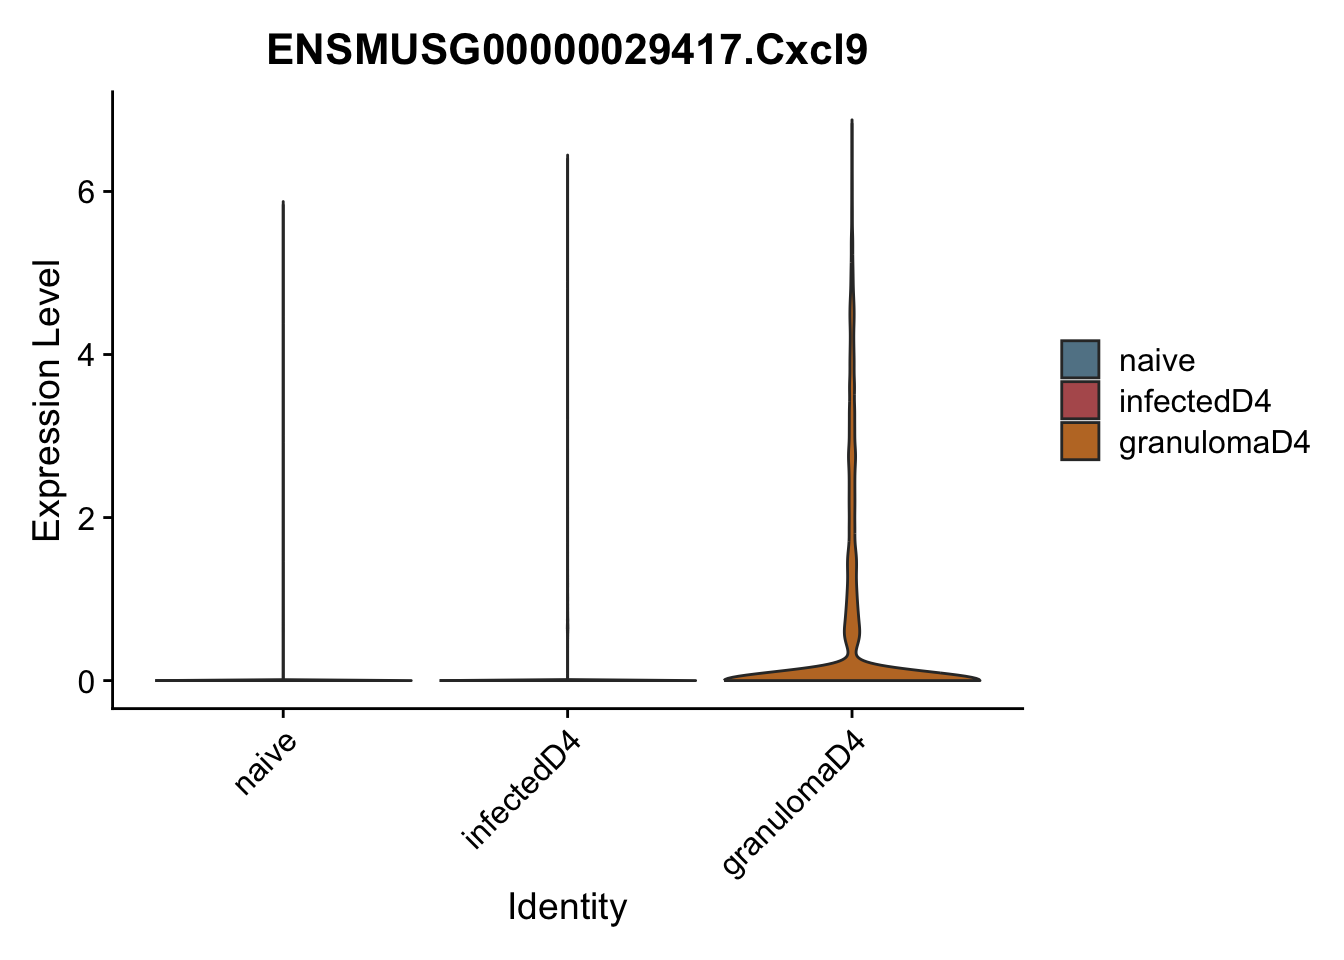 ENSMUSG00000029417.Cxcl9
Expression Level
6
4
2
0
naive
infectedD4
granulomaD4
Identity
naive
infectedD4
granulomaD4